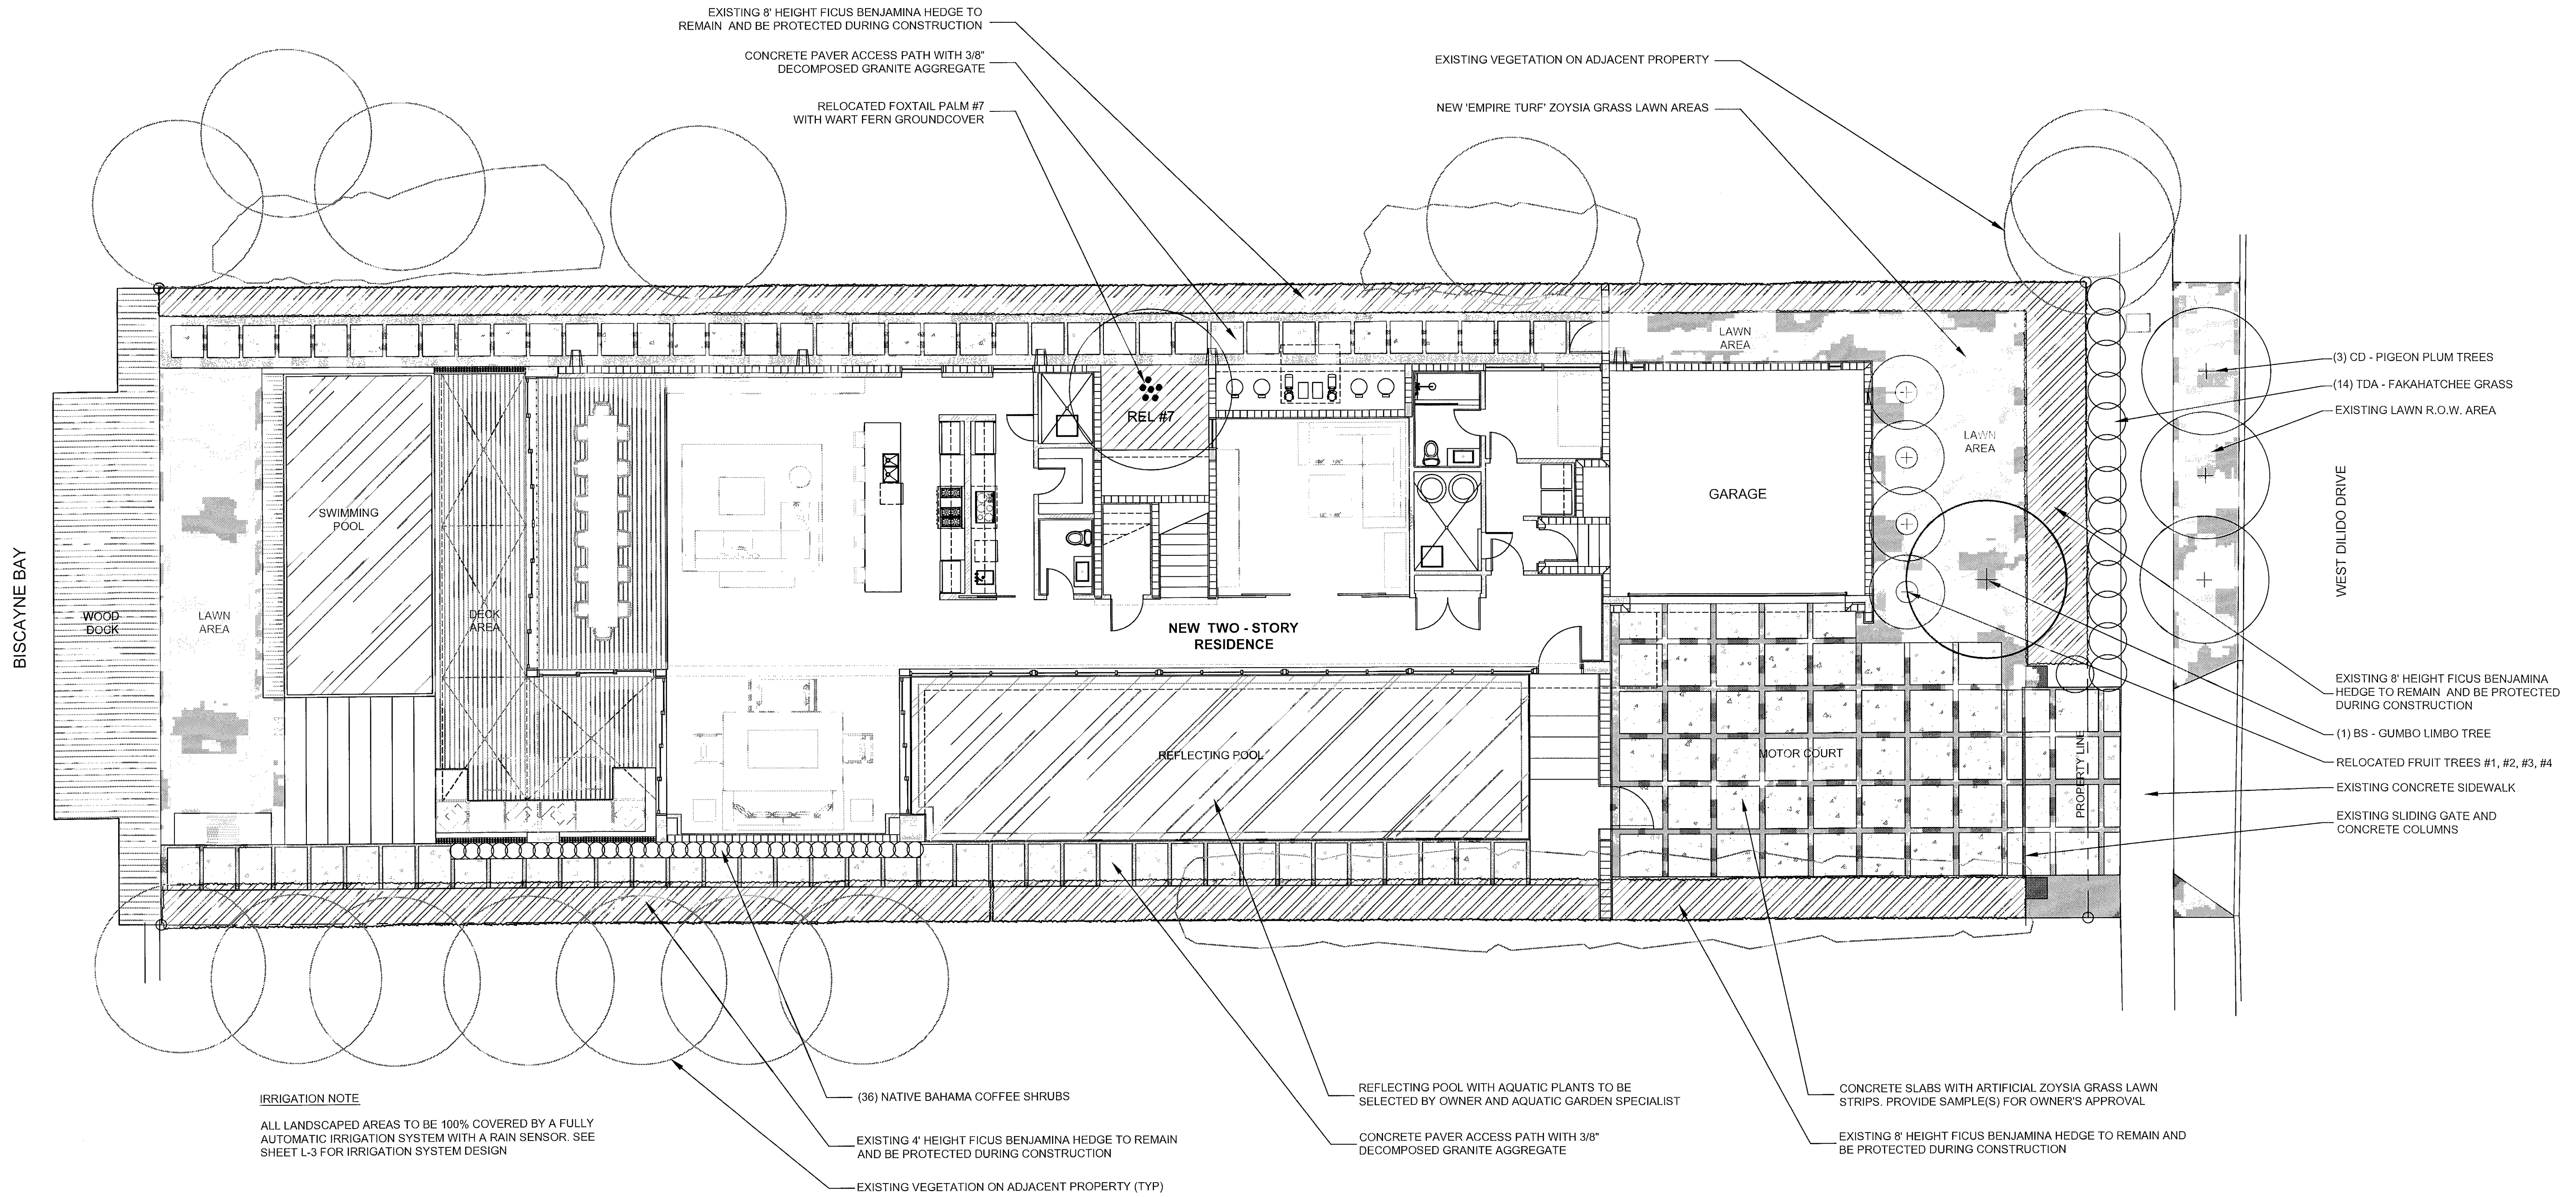 EXISTING 8' HEIGHT FICUS BENJAMINA HEDGE TO
REMAIN AND BE PROTECTED DURING CONSTRUCTION
CONCRETE PAVER ACCESS PATH WITH 3/8"
DECOMPOSED GRANITE AGGREGATE
RELOCATED FOXTAIL PALM #7
WITH WART FERN GROUNDCOVER
EXISTING VEGETATION ON ADJACENT PROPERTY
NEW 'EMPIRE TURF' ZOYSIA GRASS LAWN AREAS
LAWN
AREA
(3) CD - PIGEON PLUM TREES
(14) TDA - FAKAHATCHEE GRASS
EXISTING LAWN R.O.W. AREA
REL #7
LAWN
AREA
GARAGE
SWIMMING
POOL
WEST DILIDO DRIVE
BISCAYNE BAY
WOOD
DOCK
LAWN
AREA
DECK
AREA
NEW TWO - STORY
RESIDENCE
EXISTING 8' HEIGHT FICUS BENJAMINA
HEDGE TO REMAIN AND BE PROTECTED
DURING CONSTRUCTION
(1) BS - GUMBO LIMBO TREE
RELOCATED FRUIT TREES #1, #2, #3, #4
EXISTING CONCRETE SIDEWALK
EXISTING SLIDING GATE AND
CONCRETE COLUMNS
REFLECTING POOL
MOTOR COURT
PROPERTY LINE
IRRIGATION NOTE
ALL LANDSCAPED AREAS TO BE 100% COVERED BY A FULLY
AUTOMATIC IRRIGATION SYSTEM WITH A RAIN SENSOR. SEE
SHEET L-3 FOR IRRIGATION SYSTEM DESIGN
(36) NATIVE BAHAMA COFFEE SHRUBS
EXISTING 4' HEIGHT FICUS BENJAMINA HEDGE TO REMAIN
AND BE PROTECTED DURING CONSTRUCTION
EXISTING VEGETATION ON ADJACENT PROPERTY (TYP)
REFLECTING POOL WITH AQUATIC PLANTS TO BE
SELECTED BY OWNER AND AQUATIC GARDEN SPECIALIST
CONCRETE PAVER ACCESS PATH WITH 3/8"
DECOMPOSED GRANITE AGGREGATE
CONCRETE SLABS WITH ARTIFICIAL ZOYSIA GRASS LAWN
STRIPS. PROVIDE SAMPLE(S) FOR OWNER'S APPROVAL
EXISTING 8' HEIGHT FICUS BENJAMINA HEDGE TO REMAIN AND
BE PROTECTED DURING CONSTRUCTION